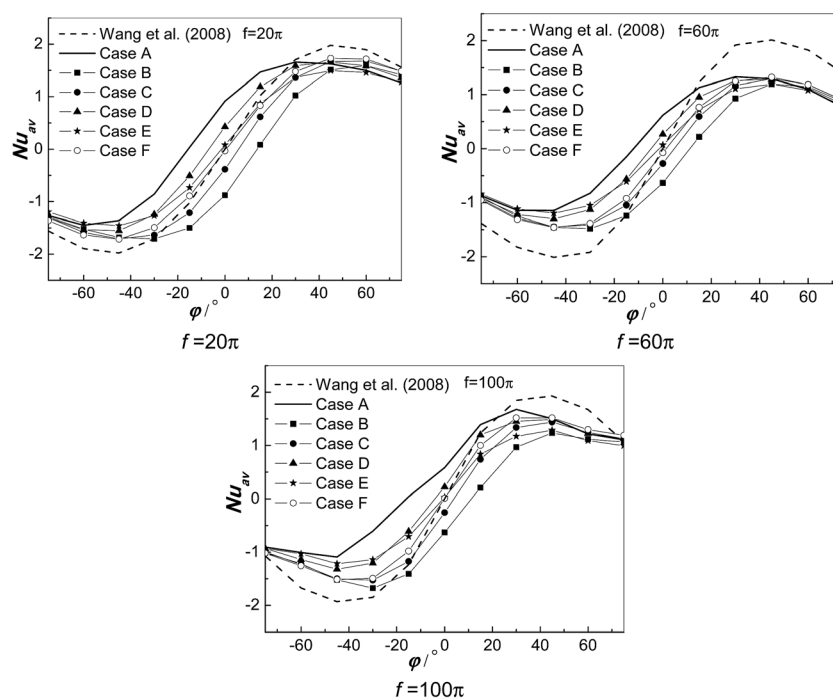 Wang et al. (2008) f=20π
Case A
Case B
Case C
Case D
Case E
Case F
Nu_av
2
1
0
-1
-2
-60 -40 -20 0 20 40 60
φ/°
f =20π
Wang et al. (2008) f=60π
Case A
Case B
Case C
Case D
Case E
Case F
Nu_av
2
1
0
-1
-2
-60 -40 -20 0 20 40 60
φ/°
f =60π
Wang et al. (2008) f=100π
Case A
Case B
Case C
Case D
Case E
Case F
Nu_av
2
1
0
-1
-2
-60 -40 -20 0 20 40 60
φ/°
f =100π